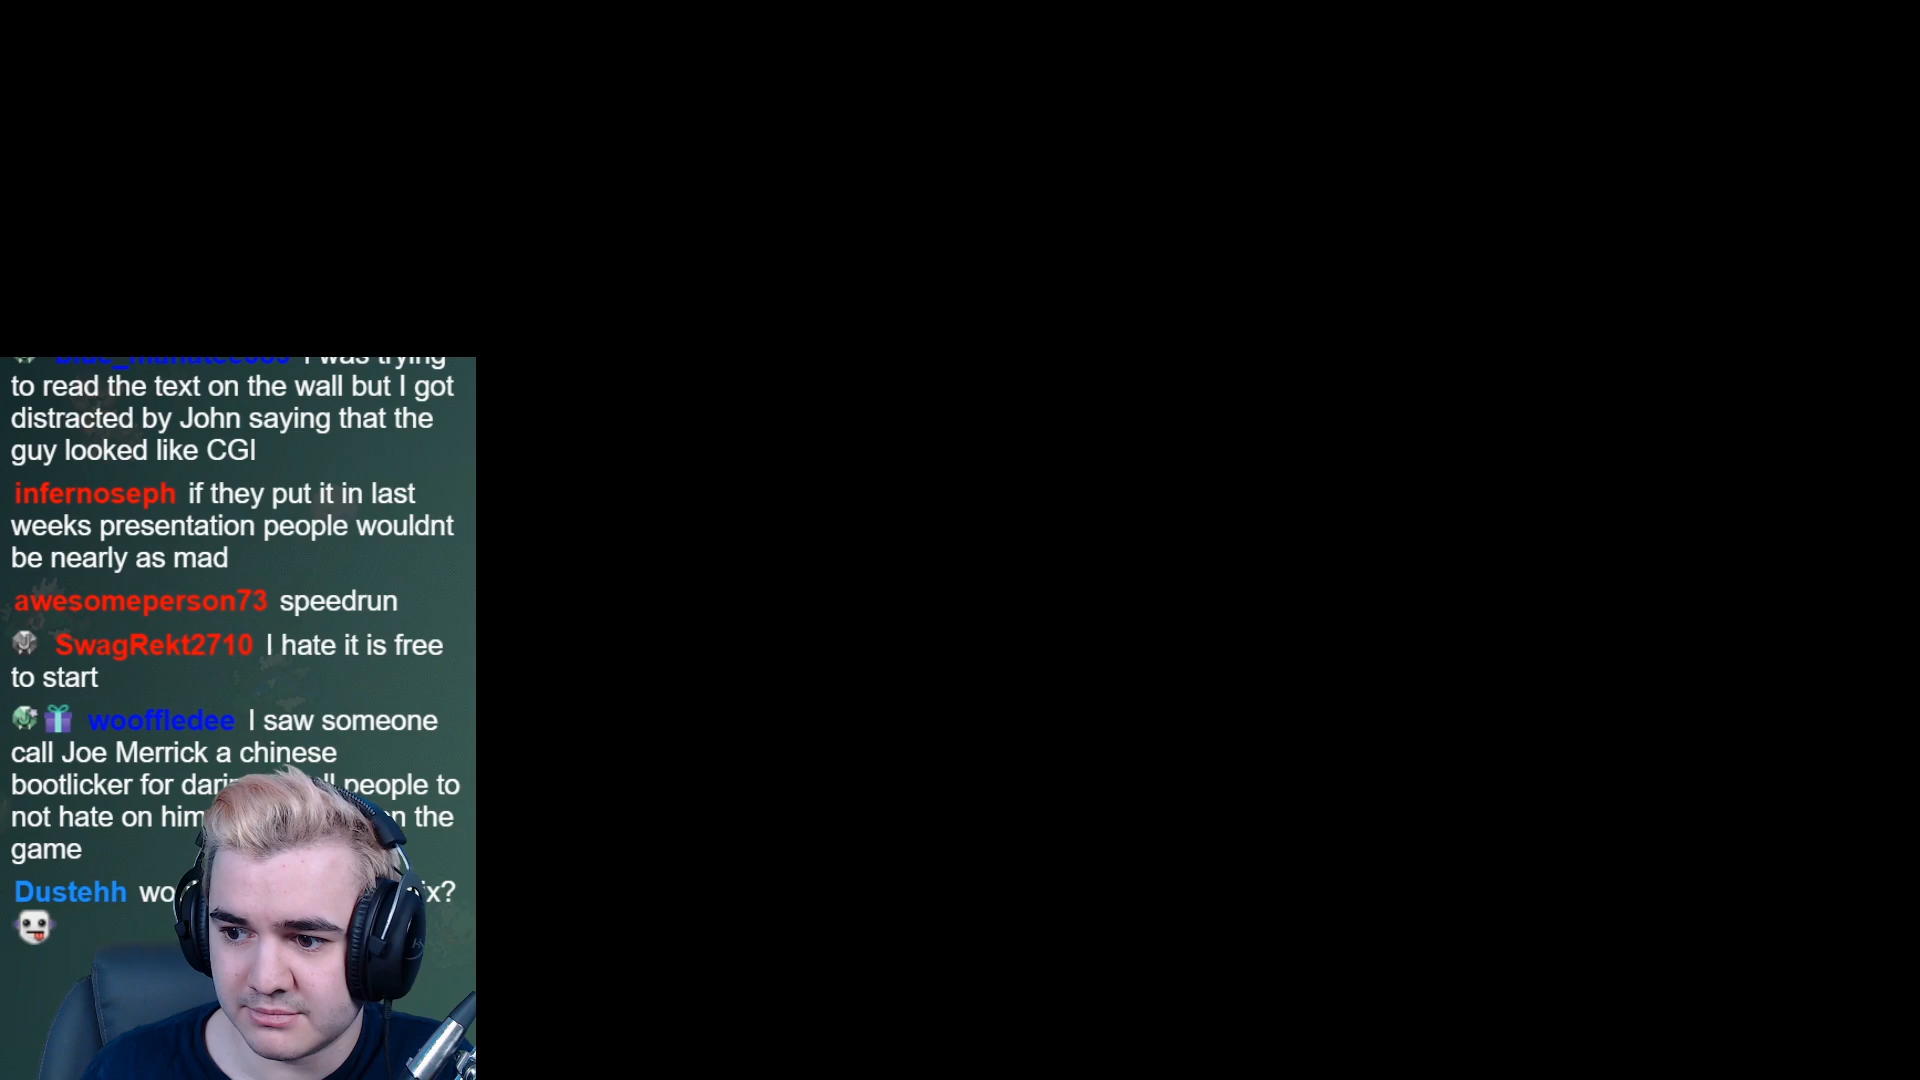 I was trying
to read the text on the wall but I got
distracted by John saying that the
guy looked like CGI
infernoseph if they put it in last
weeks presentation people wouldnt
be nearly as mad
awesomeperson73 speedrun
SwagRekt2710 I hate it is free
to start
wooffledee I saw someone
call Joe Merrick a chinese
bootlicker for people to
not hate on him the
game
Dustehh